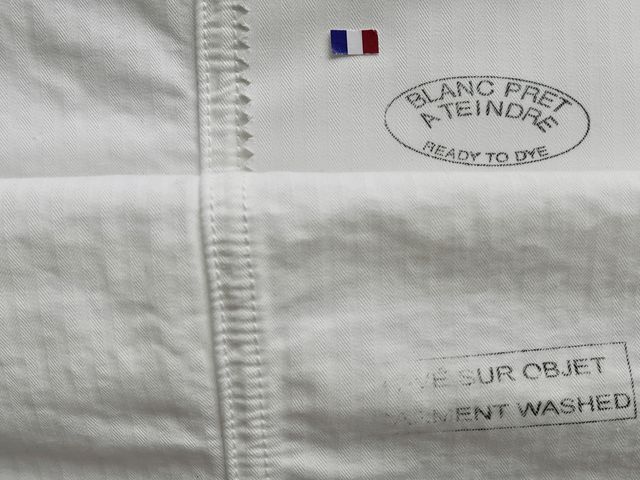 BLANC PRET
A TEINDRE
READY TO DYE
SUR OBJET
WASHED